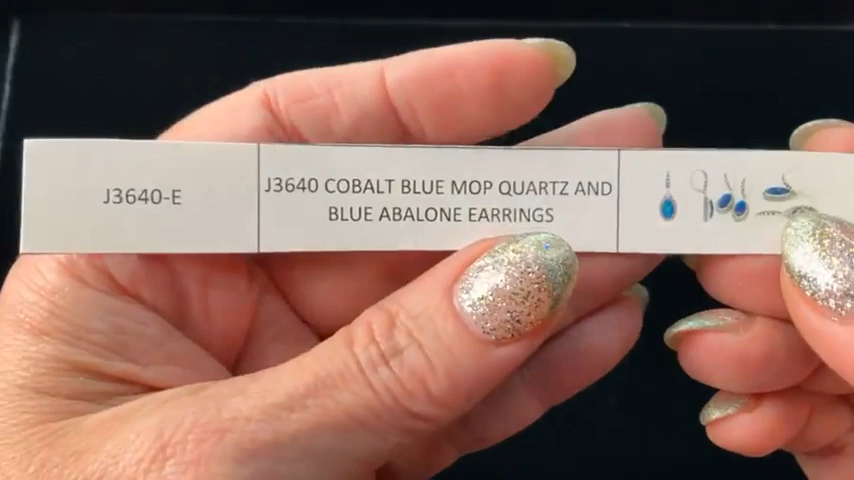 J3640-E
J3640 COBALT BLUE MOP QUARTZ AND
BLUE ABALONE EARRINGS